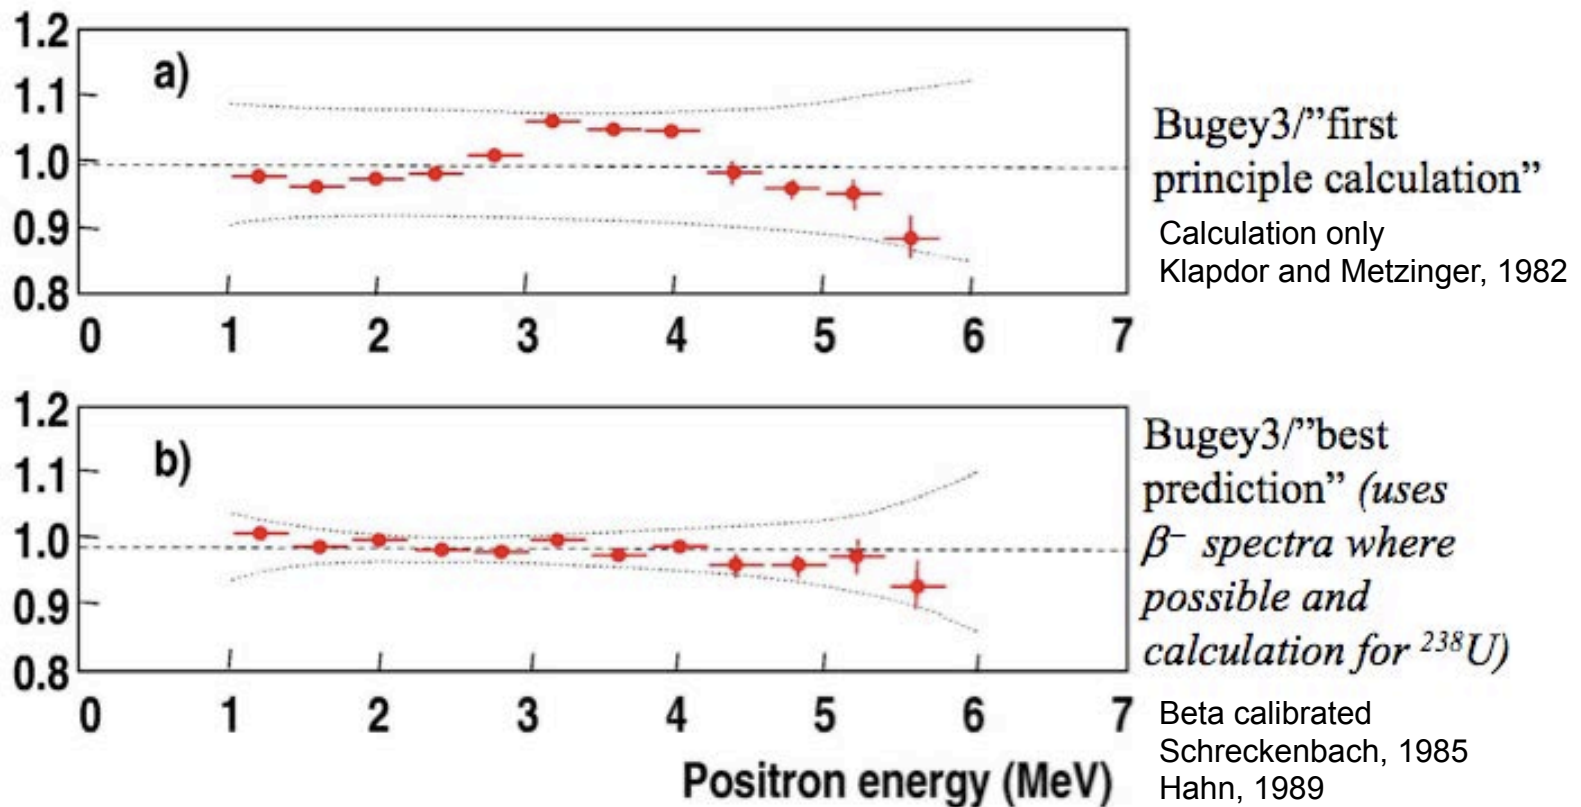 1.2
a)
1.1
1.0
0.9
0.8
0 1 2 3 4 5 6 7
Bugey3/”first
principle calculation”
Calculation only
Klapdor and Metzinger, 1982
1.2
b)
1.1
1.0
0.9
0.8
0 1 2 3 4 5 6 7
Positron energy (MeV)
Bugey3/”best
prediction” (uses
β⁻ spectra where
possible and
calculation for ²³⁸U)
Beta calibrated
Schreckenbach, 1985
Hahn, 1989